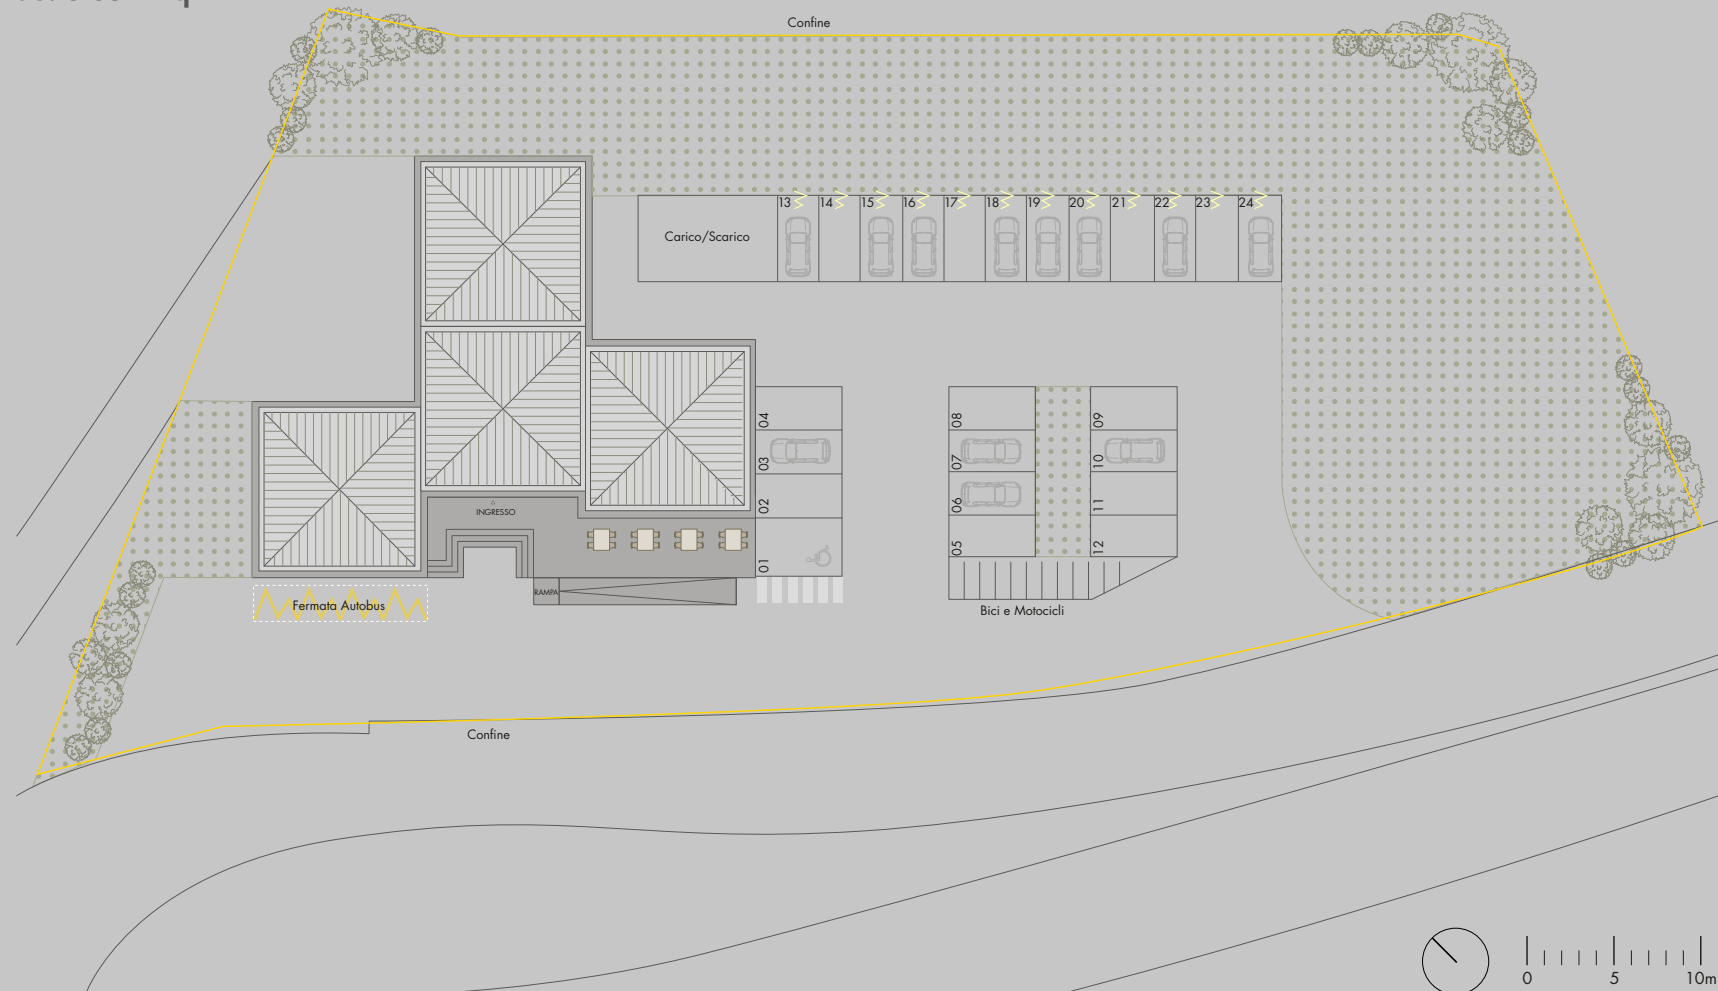 Confine
13 14 15 16 17 18 19 20 21 22 23 24
Carico/Scarico
04
03
02
01
08
07
06
05
09
10
11
12
INGRESSO
RAMPA
Fermata Autobus
Bici e Motocicli
Confine
0 5 10m